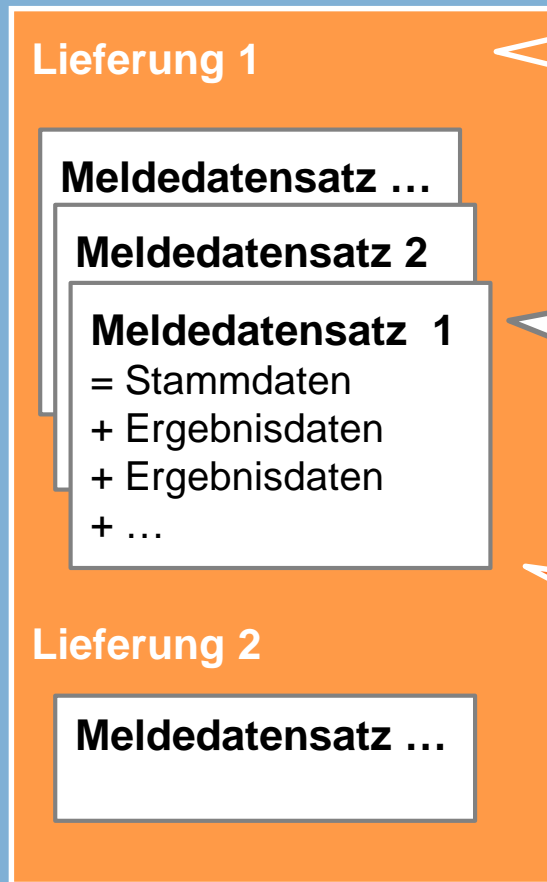 Lieferung 1
Meldedatensatz …
Meldedatensatz 2
Meldedatensatz 1
= Stammdaten
+ Ergebnisdaten
+ Ergebnisdaten
+ …
Lieferung 2
Meldedatensatz …